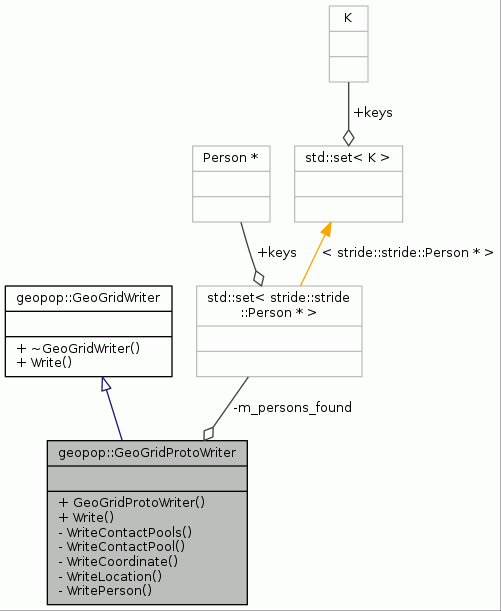 K
+keys
Person *
std::set< K >
+keys
< stride::stride::Person * >
geopop::GeoGridWriter
+ ~GeoGridWriter()
+ Write()
std::set< stride::stride
::Person * >
-m_persons_found
geopop::GeoGridProtoWriter
+ GeoGridProtoWriter()
+ Write()
- WriteContactPools()
- WriteContactPool()
- WriteCoordinate()
- WriteLocation()
- WritePerson()